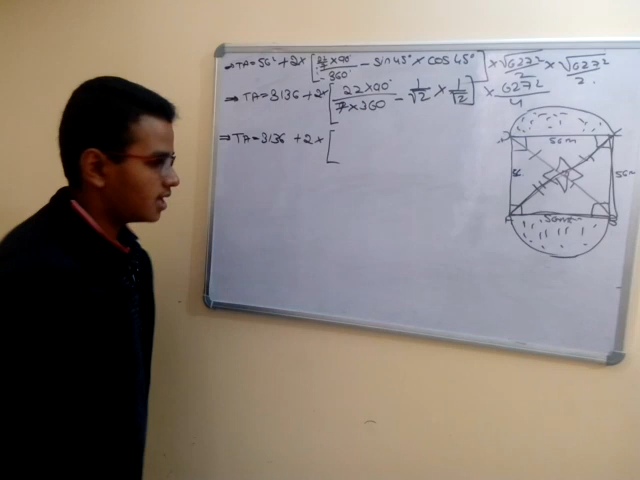 ⇒ TA = 56² + 2 × [ 22/7 × 90°/360° − sin 45° × cos 45° ] × √6272/2 × √6272/2
⇒ TA = 3136 + 2 × [ 22 × 90°/7 × 360 − 1/√2 × 1/√2 ] × 6272/4
⇒ TA = 3136 + 2 × [
56 m
56
56 m
56 m
A
B